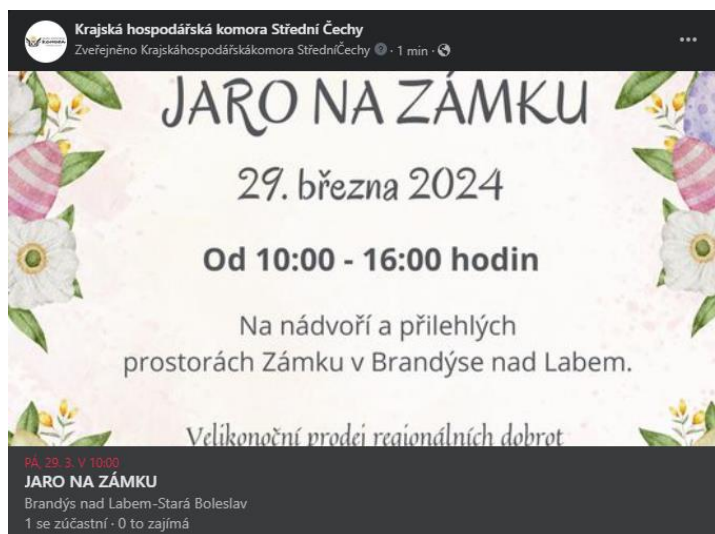 Krajská hospodářská komora Střední Čechy
Zveřejněno Krajskáhospodářskákomora StředníČechy · 1 min ·
JARO NA ZÁMKU
29. března 2024
Od 10:00 - 16:00 hodin
Na nádvoří a přilehlých
prostorách Zámku v Brandýse nad Labem.
Velikonoční prodej regionálních dobrot
PÁ, 29. 3. V 10:00
JARO NA ZÁMKU
Brandýs nad Labem-Stará Boleslav
1 se zúčastní · 0 to zajímá